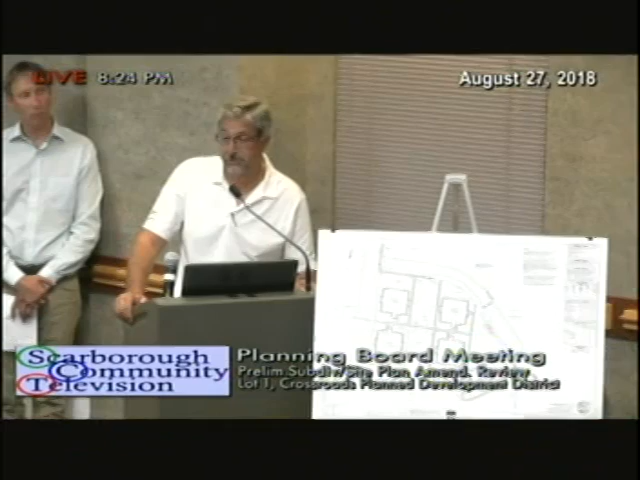 LIVE 8:24 PM
August 27, 2018
Scarborough
Community
Television
Planning Board Meeting
Prelim.Subdiv/Site Plan Amend. Review
Lot 1, Crossroads Planned Development District